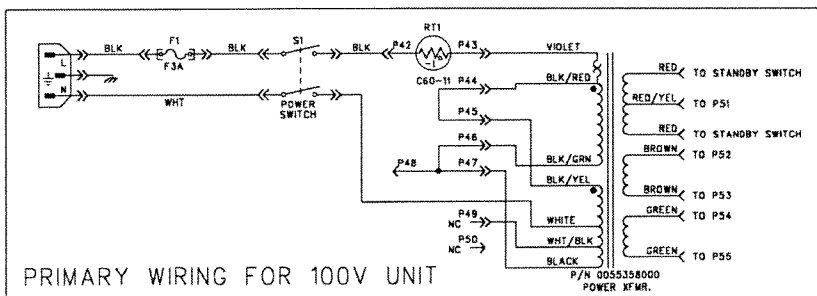 F1
BLK
BLK
F3A
S1
BLK
P42
RT1
P43
VIOLET
L
N
WHT
POWER
SWITCH
C60-11
P44
BLK/RED
P45
P46
P48
P47
BLK/GRN
BLK/YEL
P49
NC
WHITE
P50
NC
WHT/BLK
BLACK
RED
TO STANDBY SWITCH
RED/YEL
TO P51
RED
TO STANDBY SWITCH
BROWN
TO P52
BROWN
TO P53
GREEN
TO P54
GREEN
TO P55
P/N 0055358000
POWER XFMR.
PRIMARY WIRING FOR 100V UNIT